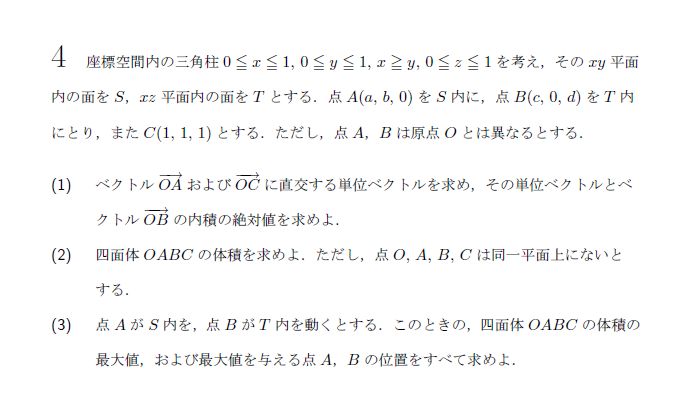 4 座標空間内の三角柱 0 ≦ x ≦ 1, 0 ≦ y ≦ 1, x ≧ y, 0 ≦ z ≦ 1 を考え，その xy 平面
内の面を S，xz 平面内の面を T とする．点 A(a, b, 0) を S 内に，点 B(c, 0, d) を T 内
にとり，また C(1, 1, 1) とする．ただし，点 A，B は原点 O とは異なるとする．
(1) ベクトル $\overrightarrow{OA}$ および $\overrightarrow{OC}$ に直交する単位ベクトルを求め，その単位ベクトルとベ
クトル $\overrightarrow{OB}$ の内積の絶対値を求めよ．
(2) 四面体 OABC の体積を求めよ．ただし，点 O, A, B, C は同一平面上にないと
する．
(3) 点 A が S 内を，点 B が T 内を動くとする．このときの，四面体 OABC の体積の
最大値，および最大値を与える点 A，B の位置をすべて求めよ．